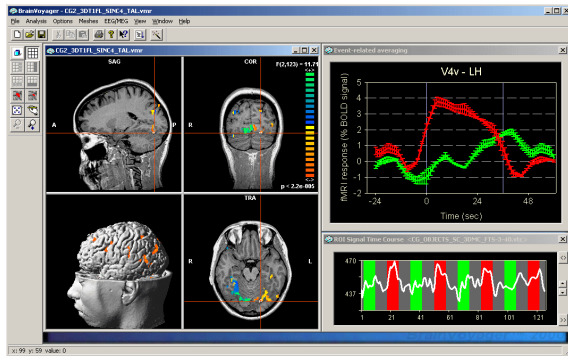 BrainVoyager - CG2_3DT1FL_SINC4_TAL.vmr
File Analysis Options Meshes EEG/MEG View Window Help
CG2_3DT1FL_SINC4_TAL.vmr
SAG
COR
F(2,123) = 11.71
A
P
R
L
p < 2.2e-005
TRA
R
L
Event-related averaging
V4v - LH
fMRI response (% BOLD signal)
5
4
3
2
1
0
-1
-2
-24 0 24 48
Time (sec)
ROI Signal Time Course
470
437
1 21 41 61 81 101 121
x: 99 y: 59 value: 0